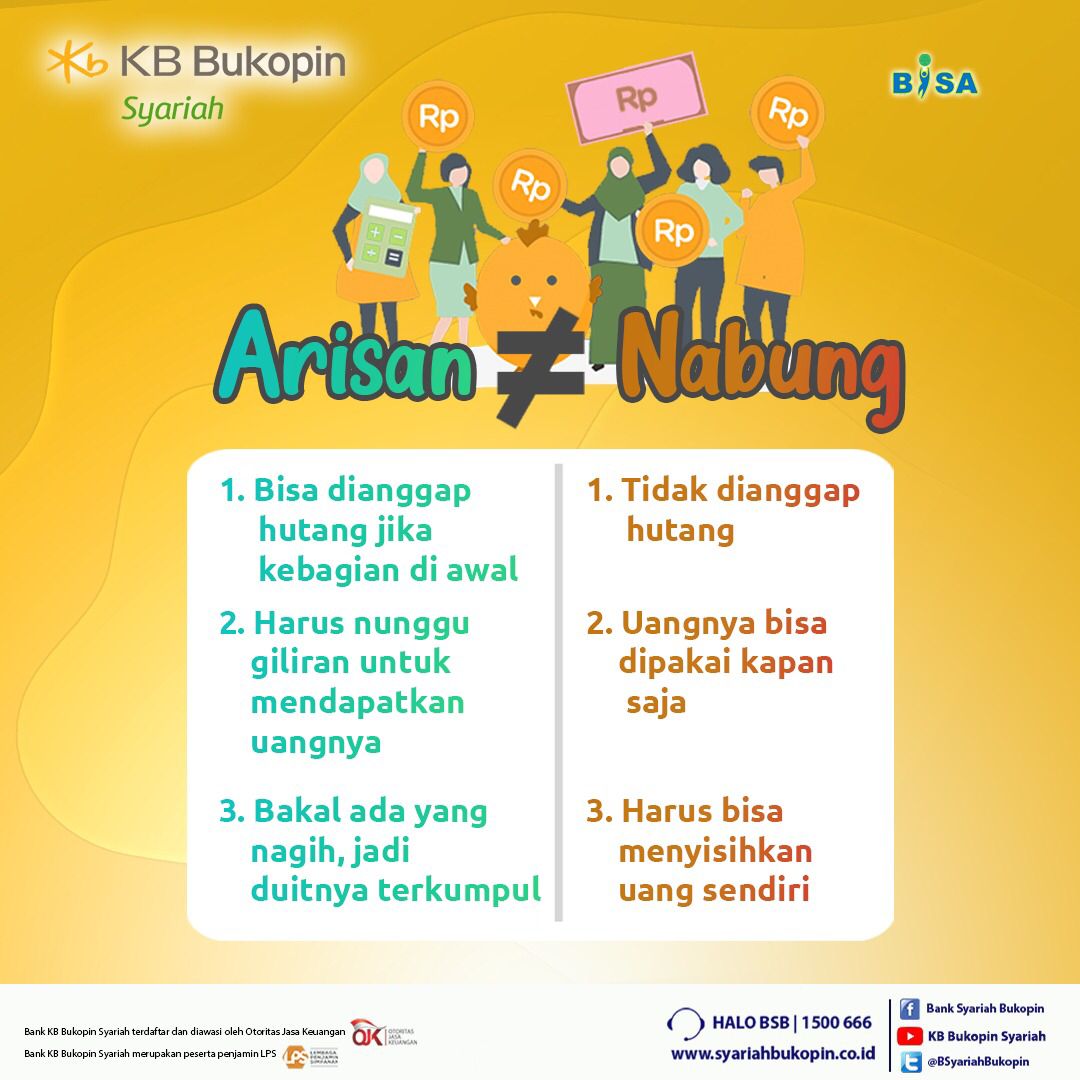 Kb KB Bukopin
Syariah
BISA
Rp
Rp
Rp
Rp
Rp
Arisan ≠ Nabung
1. Bisa dianggap
hutang jika
kebagian di awal
2. Harus nunggu
giliran untuk
mendapatkan
uangnya
3. Bakal ada yang
nagih, jadi
duitnya terkumpul
1. Tidak dianggap
hutang
2. Uangnya bisa
dipakai kapan
saja
3. Harus bisa
menyisihkan
uang sendiri
Bank KB Bukopin Syariah terdaftar dan diawasi oleh Otoritas Jasa Keuangan
OJK OTORITAS
JASA
KEUANGAN
Bank KB Bukopin Syariah merupakan peserta penjamin LPS
LPS LEMBAGA
PENJAMIN
SIMPANAN
HALO BSB | 1500 666
www.syariahbukopin.co.id
Bank Syariah Bukopin
KB Bukopin Syariah
@BSyariahBukopin